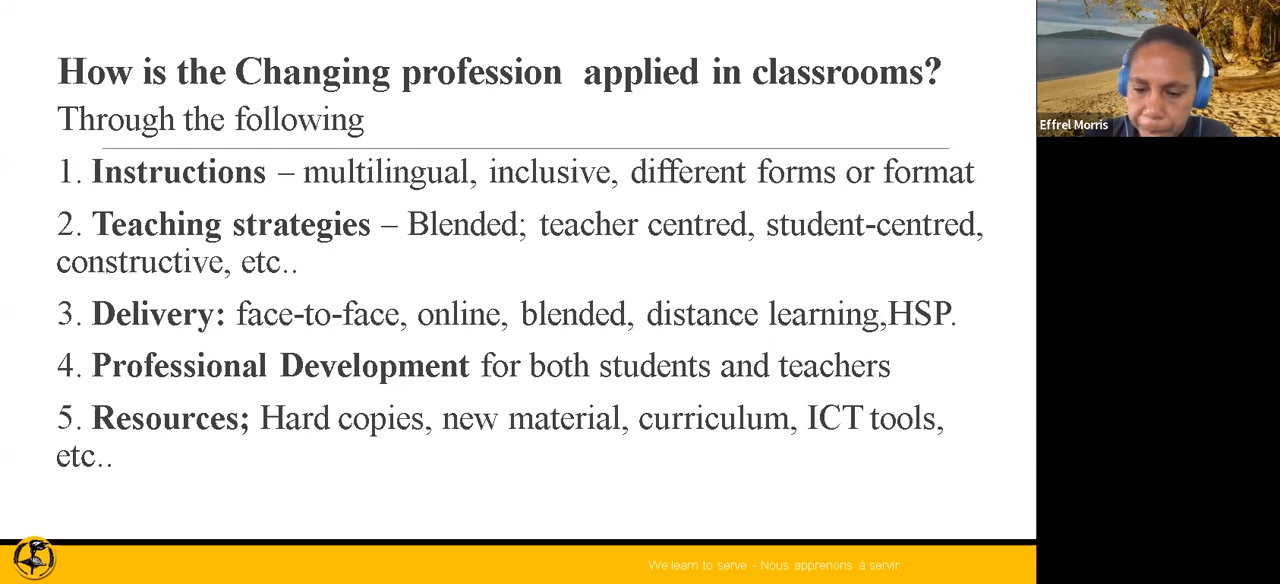 How is the Changing profession applied in classrooms?
Through the following
1. Instructions – multilingual, inclusive, different forms or format
2. Teaching strategies – Blended; teacher centred, student-centred,
constructive, etc..
3. Delivery: face-to-face, online, blended, distance learning,HSP.
4. Professional Development for both students and teachers
5. Resources; Hard copies, new material, curriculum, ICT tools,
etc..
We learn to serve - Nous apprenons á servir
Effrel Morris